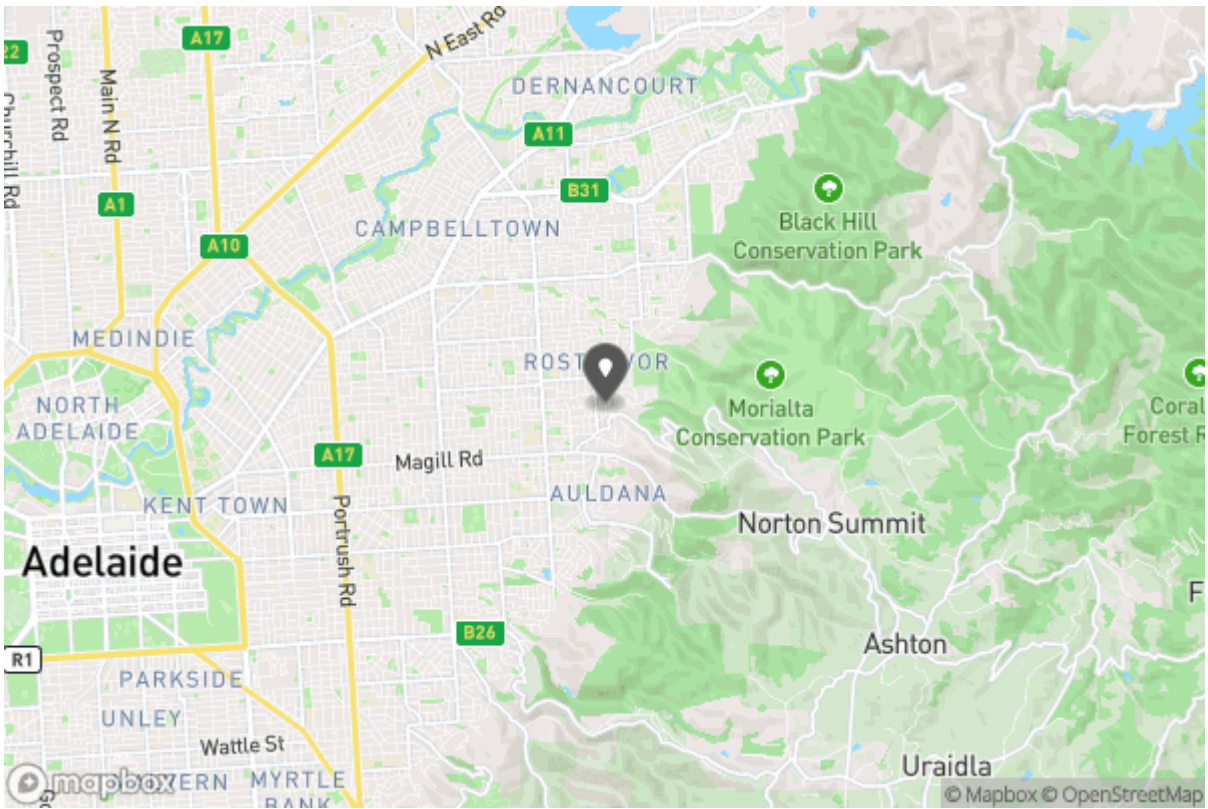 Prospect Rd
Main N Rd
A17
N East Ro
22
DERNANCOURT
A11
Churchill Rd
A1
B31
Black Hill
Conservation Park
CAMPBELLTOWN
A10
MEDINDIE
NORTH
ADELAIDE
Morialta
Conservation Park
Coral
Forest R
A17
Magill Rd
AULDANA
KENT TOWN
Portrush Rd
Norton Summit
Adelaide
F
B26
Ashton
R1
PARKSIDE
UNLEY
Wattle St
Uraidla
mapbox
MYRTLE
BANK
© Mapbox © OpenStreetMap